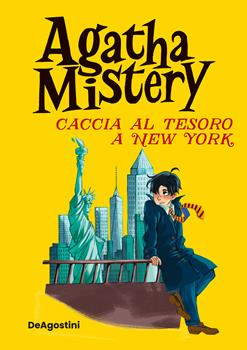 Agatha
Mistery
CACCIA AL TESORO
A NEW YORK
DeAgostini